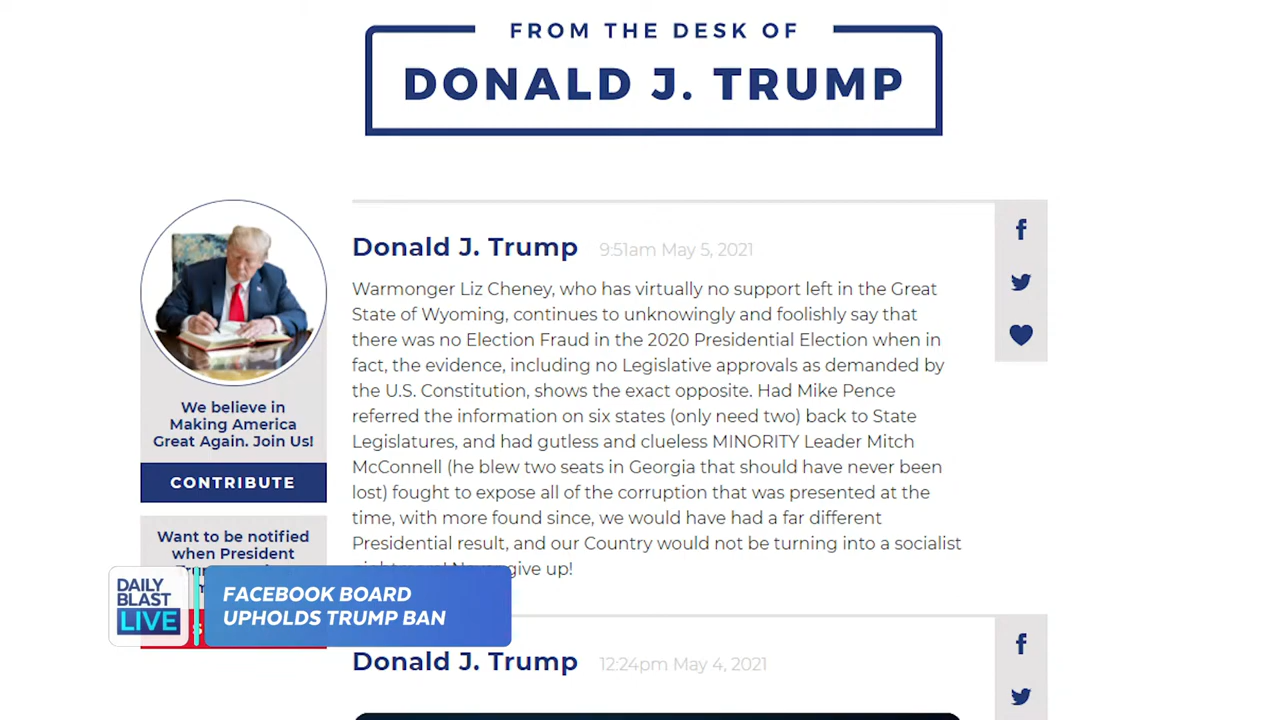 FROM THE DESK OF
DONALD J. TRUMP
Donald J. Trump 9:51am May 5, 2021
Warmonger Liz Cheney, who has virtually no support left in the Great
State of Wyoming, continues to unknowingly and foolishly say that
there was no Election Fraud in the 2020 Presidential Election when in
fact, the evidence, including no Legislative approvals as demanded by
the U.S. Constitution, shows the exact opposite. Had Mike Pence
referred the information on six states (only need two) back to State
Legislatures, and had gutless and clueless MINORITY Leader Mitch
McConnell (he blew two seats in Georgia that should have never been
lost) fought to expose all of the corruption that was presented at the
time, with more found since, we would have had a far different
Presidential result, and our Country would not be turning into a socialist
give up!
We believe in
Making America
Great Again. Join Us!
CONTRIBUTE
Want to be notified
when President
DAILY
BLAST
LIVE
FACEBOOK BOARD
UPHOLDS TRUMP BAN
Donald J. Trump 12:24pm May 4, 2021